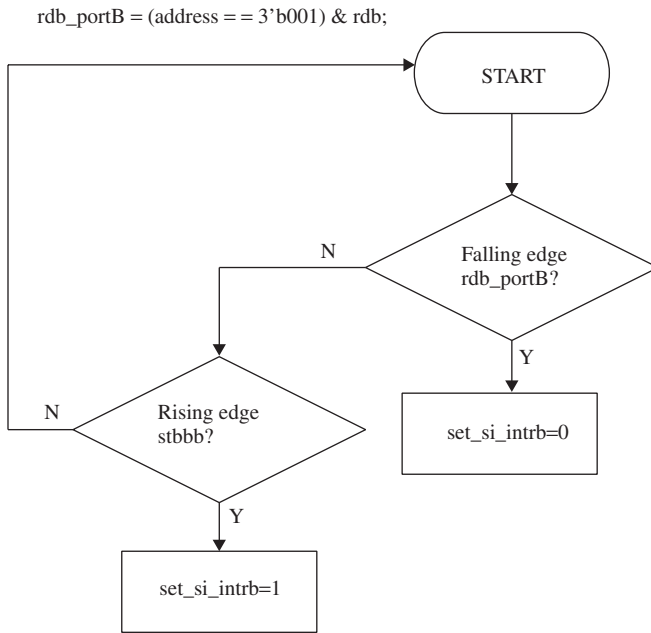 rdb_portB = (address = = 3’b001) & rdb;
START
N
Falling edge
rdb_portB?
Y
N
Rising edge
stbbb?
set_si_intrb=0
Y
set_si_intrb=1